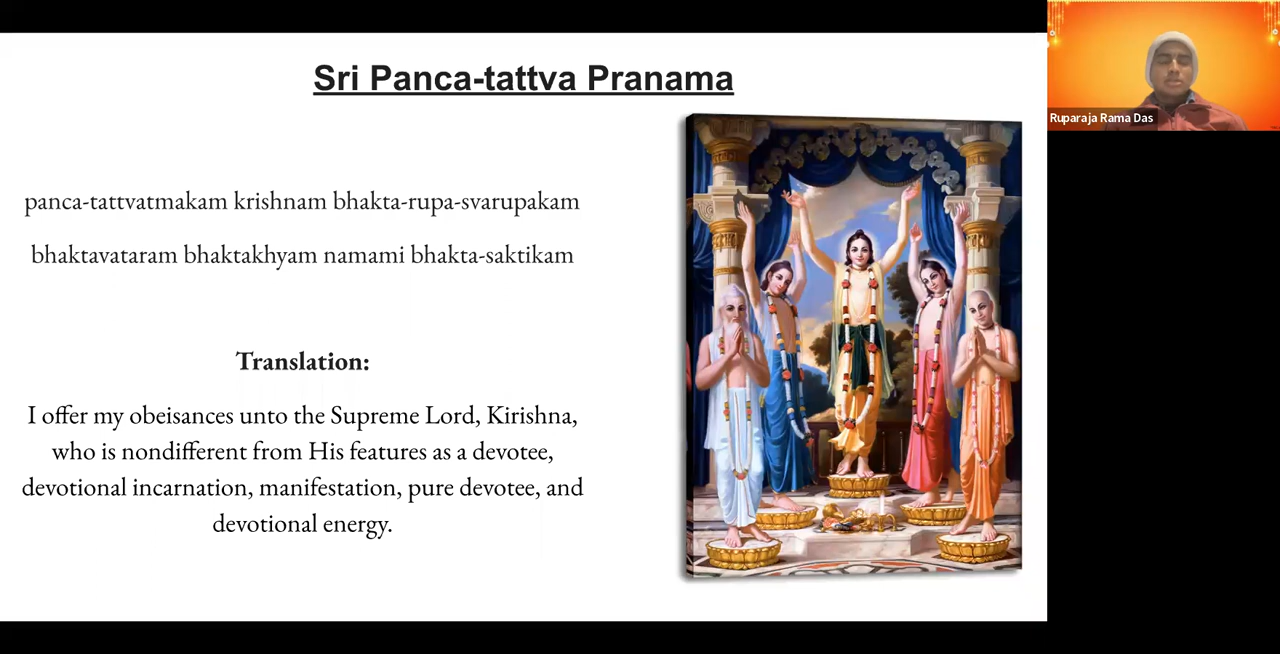 Sri Panca-tattva Pranama
panca-tattvatmakam krishnam bhakta-rupa-svarupakam
bhaktavataram bhaktakhyam namami bhakta-saktikam
Translation:
I offer my obeisances unto the Supreme Lord, Kirishna,
who is nondifferent from His features as a devotee,
devotional incarnation, manifestation, pure devotee, and
devotional energy.
Ruparaja Rama Das